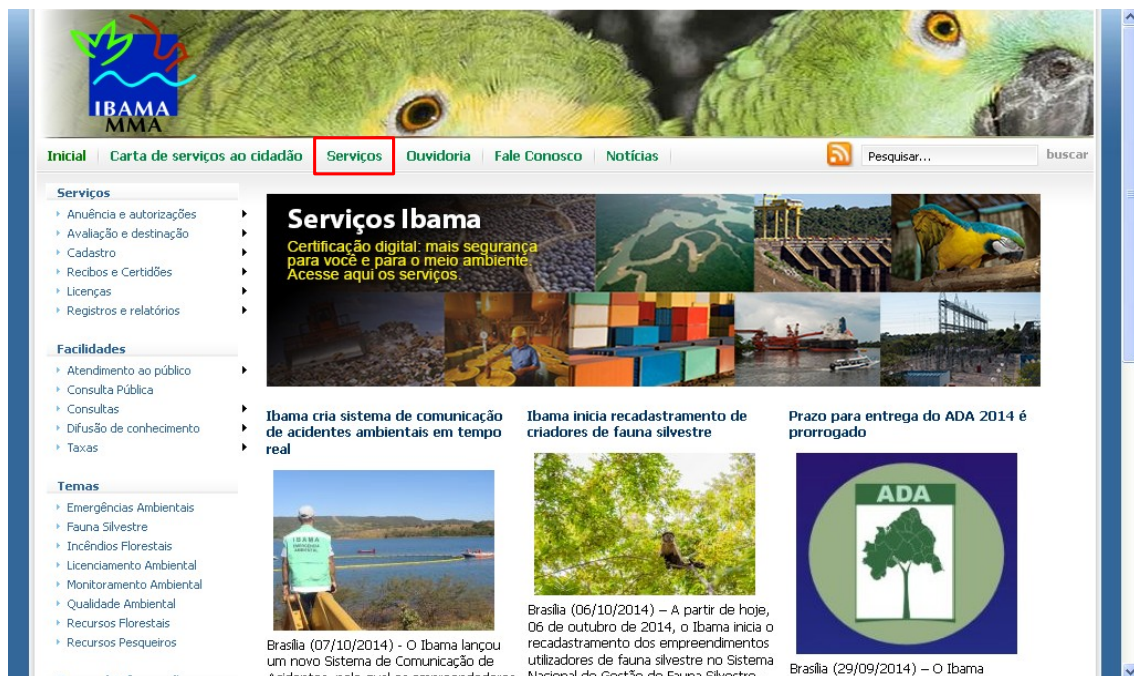 IBAMA
MMA
Inicial
Carta de serviços ao cidadão
Serviços
Ouvidoria
Fale Conosco
Notícias
Pesquisar...
buscar
Serviços
Anuência e autorizações
Avaliação e destinação
Cadastro
Recibos e Certidões
Licenças
Registros e relatórios
Facilidades
Atendimento ao público
Consulta Pública
Consultas
Difusão de conhecimento
Taxas
Temas
Emergências Ambientais
Fauna Silvestre
Incêndios Florestais
Licenciamento Ambiental
Monitoramento Ambiental
Qualidade Ambiental
Recursos Florestais
Recursos Pesqueiros
Serviços Ibama
Certificação digital: mais segurança
para você e para o meio ambiente.
Acesse aqui os serviços.
Ibama cria sistema de comunicação
de acidentes ambientais em tempo
real
IBAMA
Brasília (07/10/2014) - O Ibama lançou
um novo Sistema de Comunicação de
Ibama inicia recadastramento de
criadores de fauna silvestre
Brasília (06/10/2014) – A partir de hoje,
06 de outubro de 2014, o Ibama inicia o
recadastramento dos empreendimentos
utilizadores de fauna silvestre no Sistema
Nacional de Gestão de Fauna Silvestre
Prazo para entrega do ADA 2014 é
prorrogado
ADA
Brasília (29/09/2014) – O Ibama